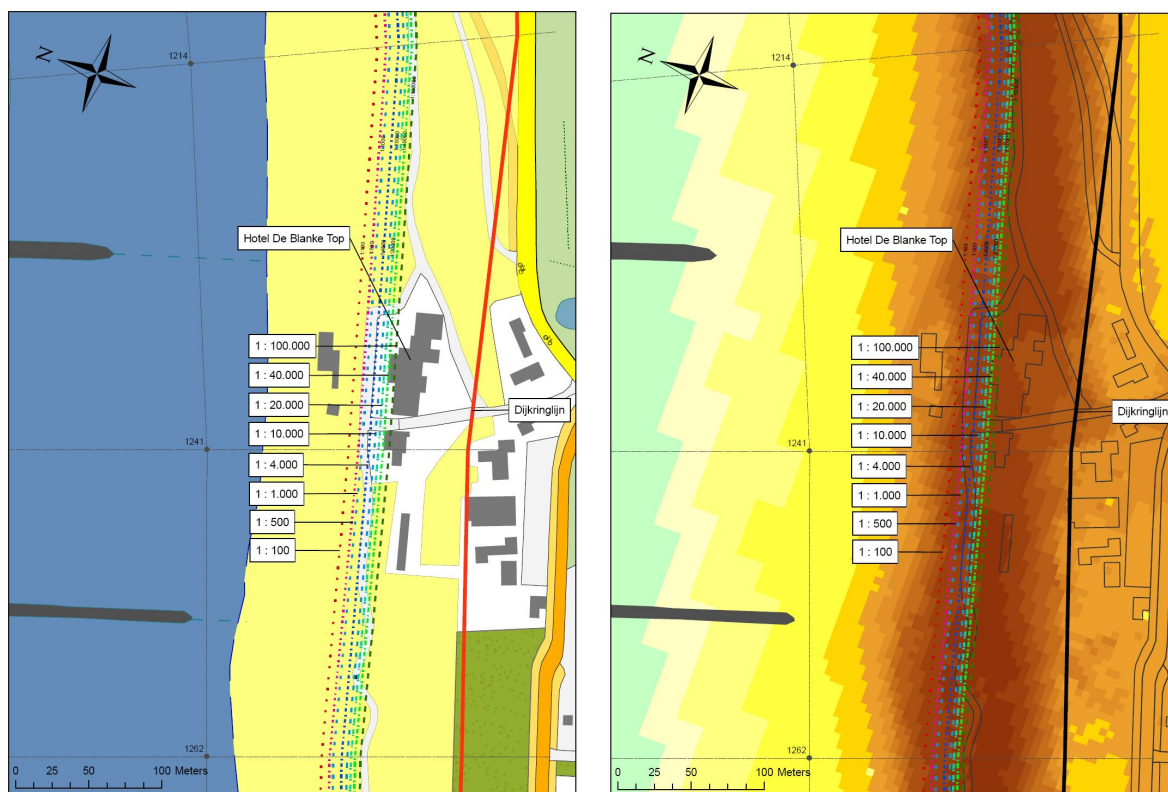 N
1214
Hotel De Blanke Top
1 : 100.000
1 : 40.000
1 : 20.000
Dijkringlijn
1 : 10.000
1241
1 : 4.000
1 : 1.000
1 : 500
1 : 100
1262
0 25 50 100 Meters
N
1214
Hotel De Blanke Top
1 : 100.000
1 : 40.000
1 : 20.000
Dijkringlijn
1 : 10.000
1241
1 : 4.000
1 : 1.000
1 : 500
1 : 100
1262
0 25 50 100 Meters